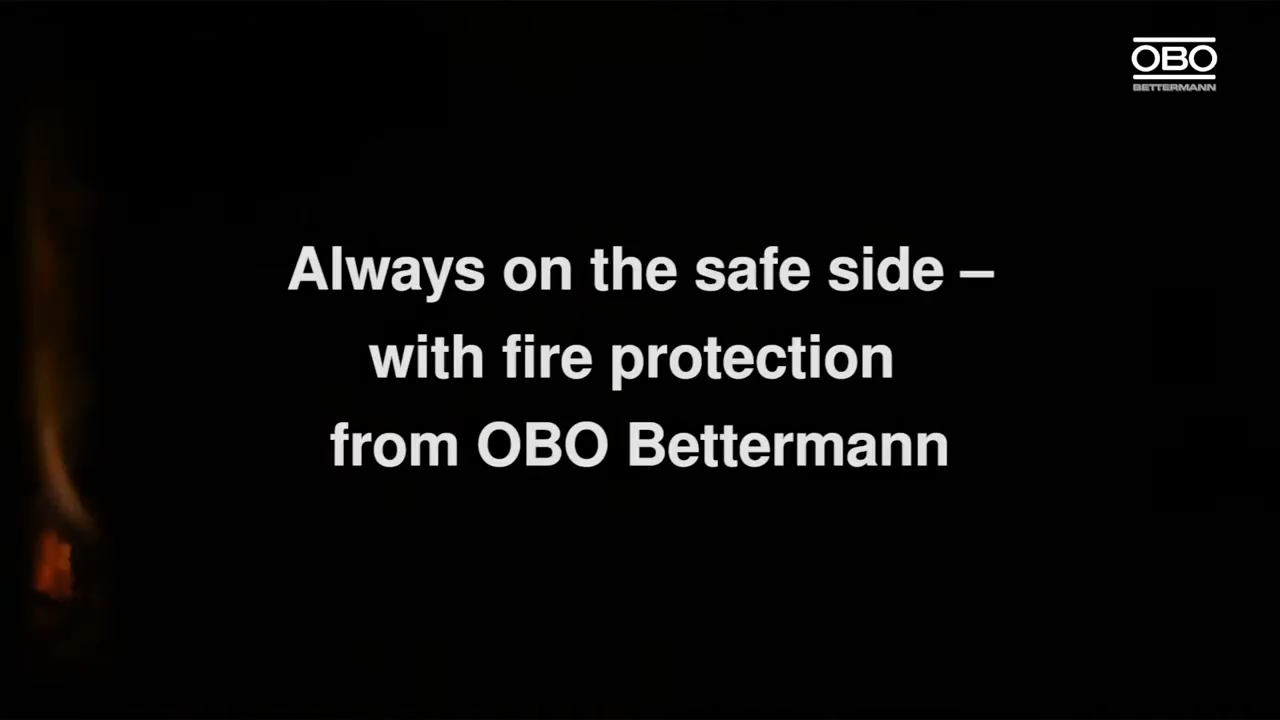 OBO
BETTERMANN
Always on the safe side –
with fire protection
from OBO Bettermann